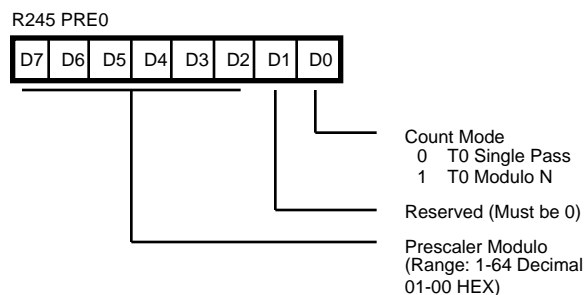 R245 PRE0
D7 D6 D5 D4 D3 D2 D1 D0
Count Mode
0 T0 Single Pass
1 T0 Modulo N
Reserved (Must be 0)
Prescaler Modulo
(Range: 1-64 Decimal
01-00 HEX)